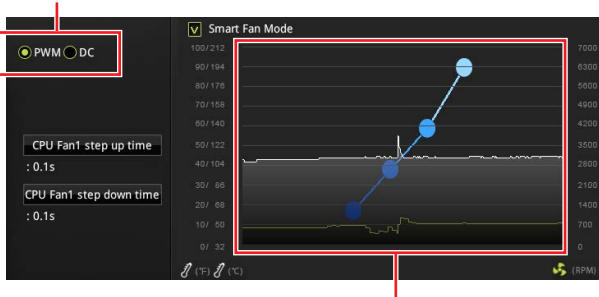 Smart Fan Mode
PWM DC
100/212 7000
90/194 6300
80/176 5600
70/158 4900
60/140 4200
50/122 3500
40/104 2800
30/ 86 2100
20/ 68 1400
10/ 50 700
0/ 32 0
CPU Fan1 step up time
: 0.1s
CPU Fan1 step down time
: 0.1s
(°F) (°C) (RPM)